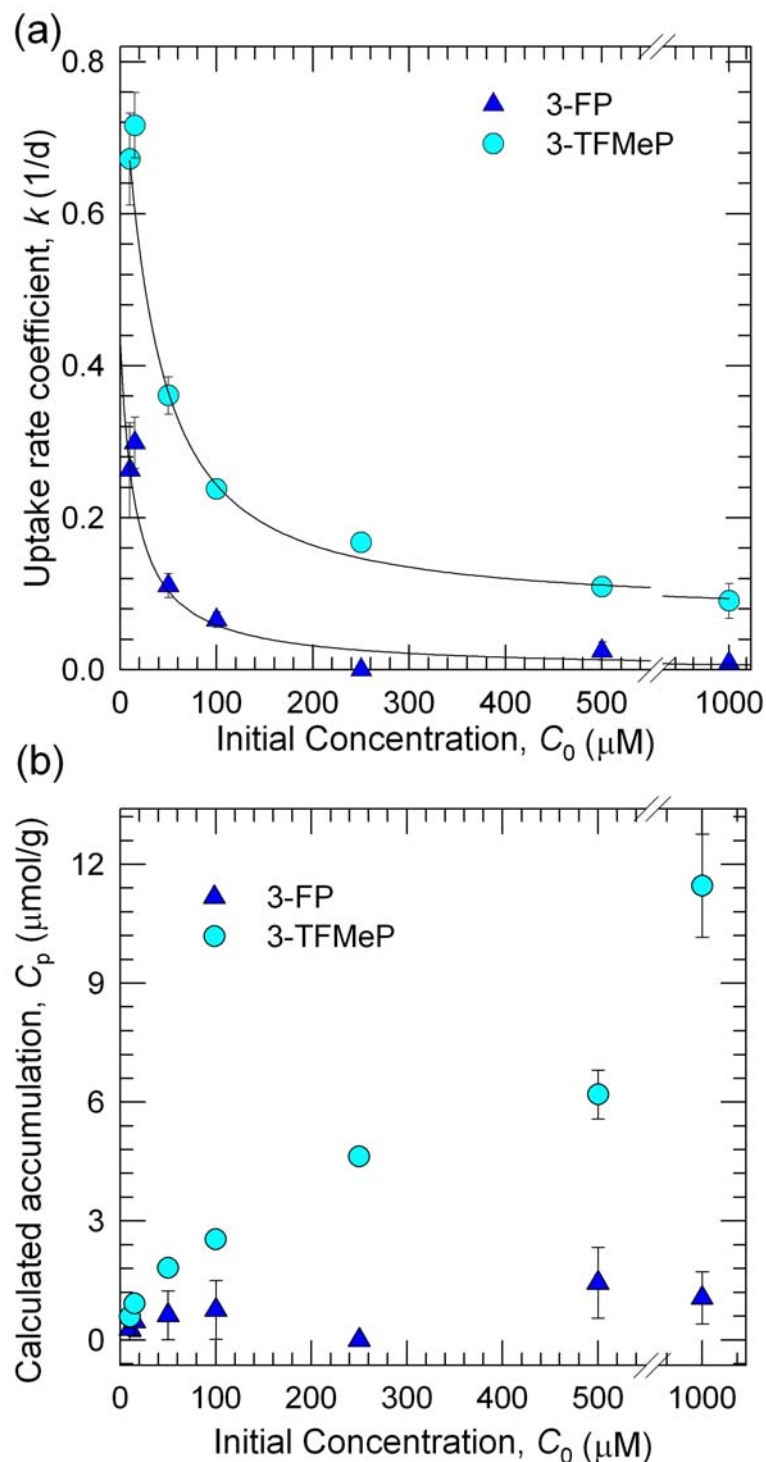 (a)
0.8
0.6
0.4
0.2
0.0
Uptake rate coefficient, k (1/d)
3-FP
3-TFMeP
0 100 200 300 400 500 1000
Initial Concentration, C₀ (μM)
(b)
12
9
6
3
0
Calculated accumulation, Cₚ (μmol/g)
3-FP
3-TFMeP
0 100 200 300 400 500 1000
Initial Concentration, C₀ (μM)